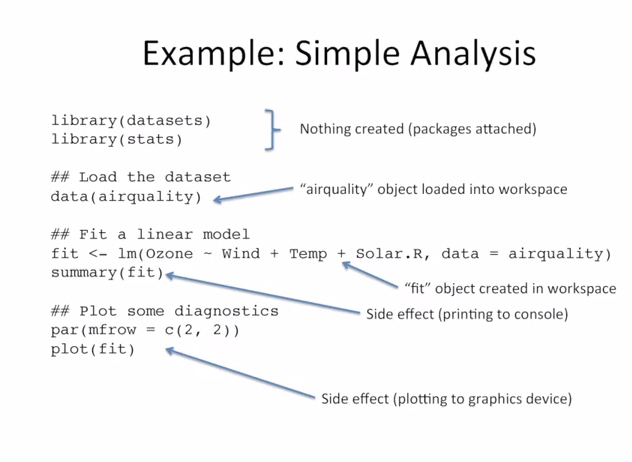 Example: Simple Analysis
library(datasets)
library(stats)
Nothing created (packages attached)
## Load the dataset
data(airquality)
“airquality” object loaded into workspace
## Fit a linear model
fit <- lm(Ozone ~ Wind + Temp + Solar.R, data = airquality)
summary(fit)
“fit” object created in workspace
Side effect (printing to console)
## Plot some diagnostics
par(mfrow = c(2, 2))
plot(fit)
Side effect (plotting to graphics device)